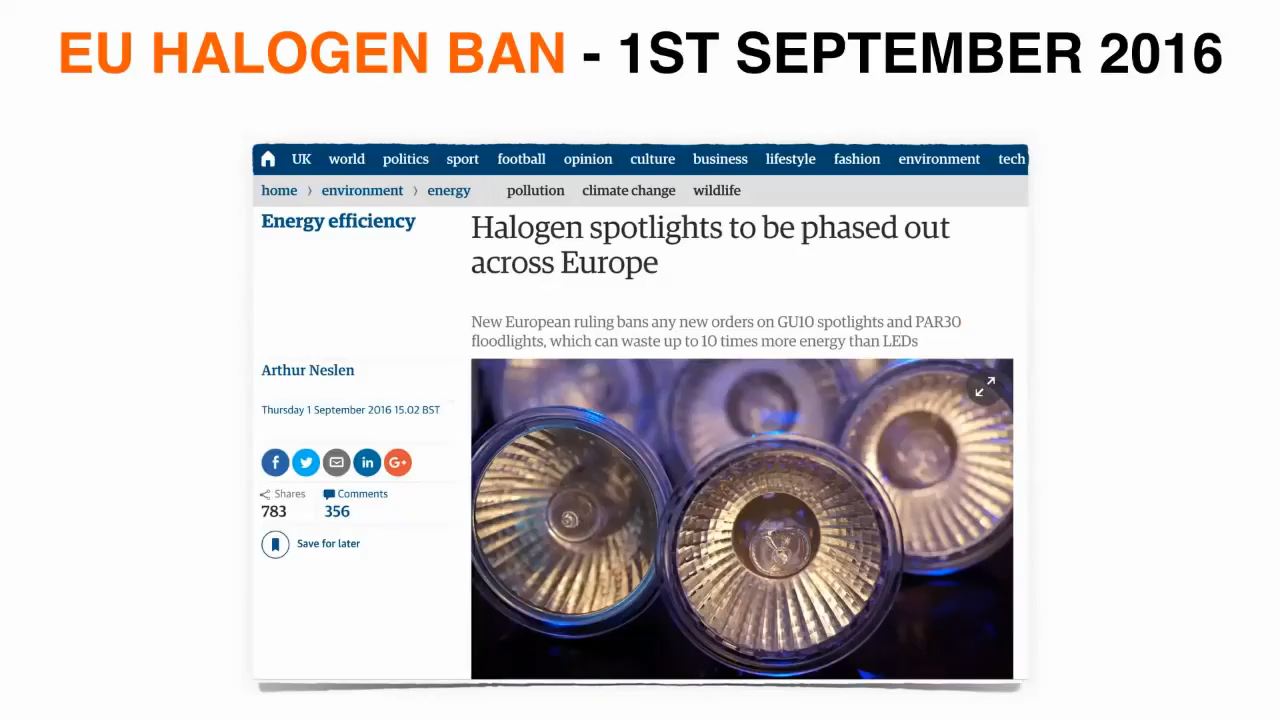 EU HALOGEN BAN - 1ST SEPTEMBER 2016
UK world politics sport football opinion culture business lifestyle fashion environment tech
home › environment › energy pollution climate change wildlife
Energy efficiency
Halogen spotlights to be phased out
across Europe
New European ruling bans any new orders on GU10 spotlights and PAR30
floodlights, which can waste up to 10 times more energy than LEDs
Arthur Neslen
Thursday 1 September 2016 15.02 BST
f in G+
Shares Comments
783 356
Save for later